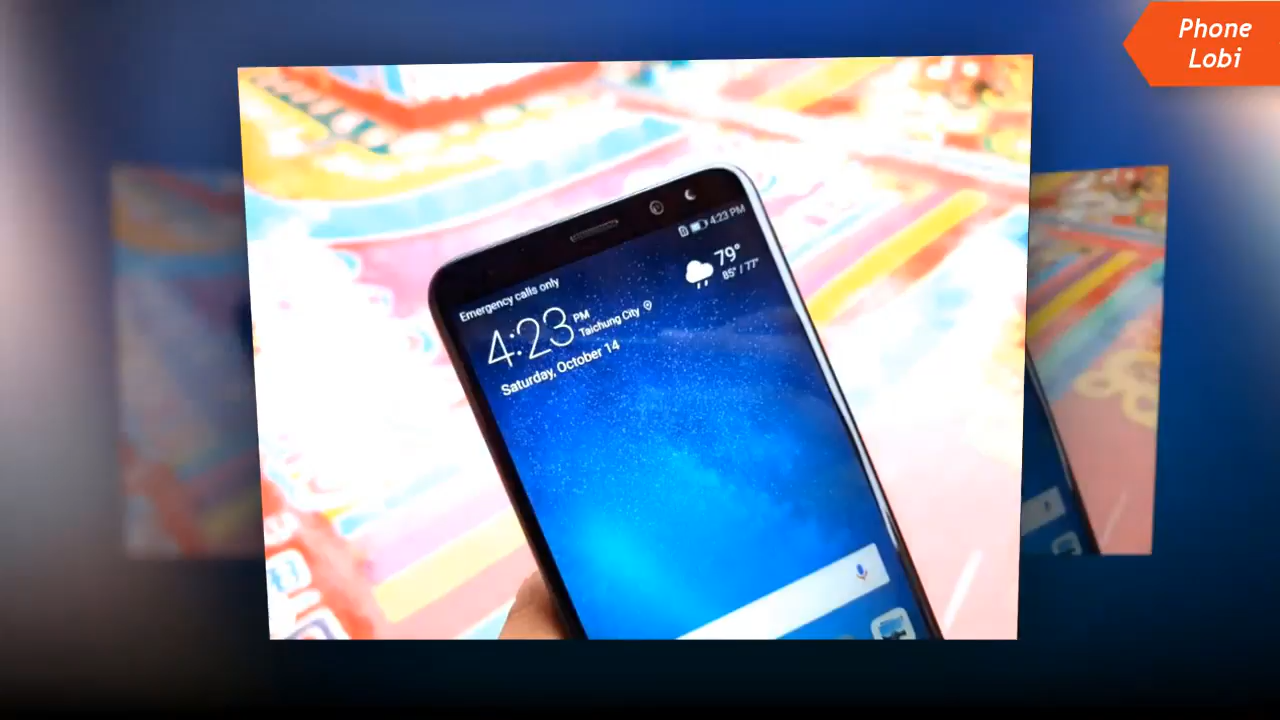 Phone
Lobi
4:23 PM
79°
85° / 77°
Emergency calls only
4:23 PM
Taichung City
Saturday, October 14